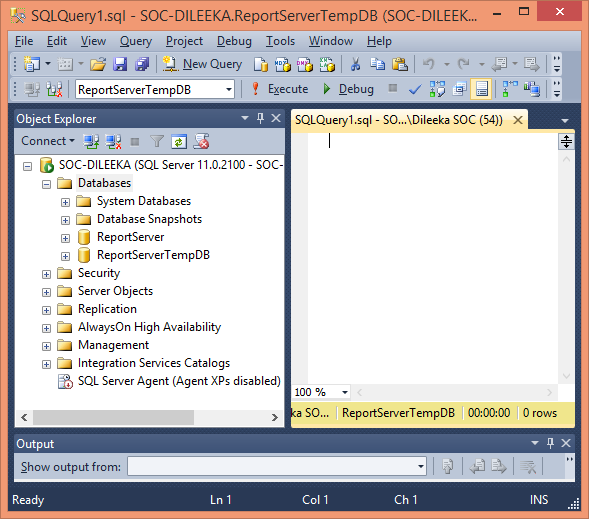 SQLQuery1.sql - SOC-DILEEKA.ReportServerTempDB (SOC-DILEEK...
File Edit View Query Project Debug Tools Window Help
New Query
ReportServerTempDB Execute Debug
Object Explorer
Connect
SOC-DILEEKA (SQL Server 11.0.2100 - SOC-
Databases
System Databases
Database Snapshots
ReportServer
ReportServerTempDB
Security
Server Objects
Replication
AlwaysOn High Availability
Management
Integration Services Catalogs
SQL Server Agent (Agent XPs disabled)
SQLQuery1.sql - SO...\Dileeka SOC (54))
100 %
ka SO... ReportServerTempDB 00:00:00 0 rows
Output
Show output from:
Ready Ln 1 Col 1 Ch 1 INS